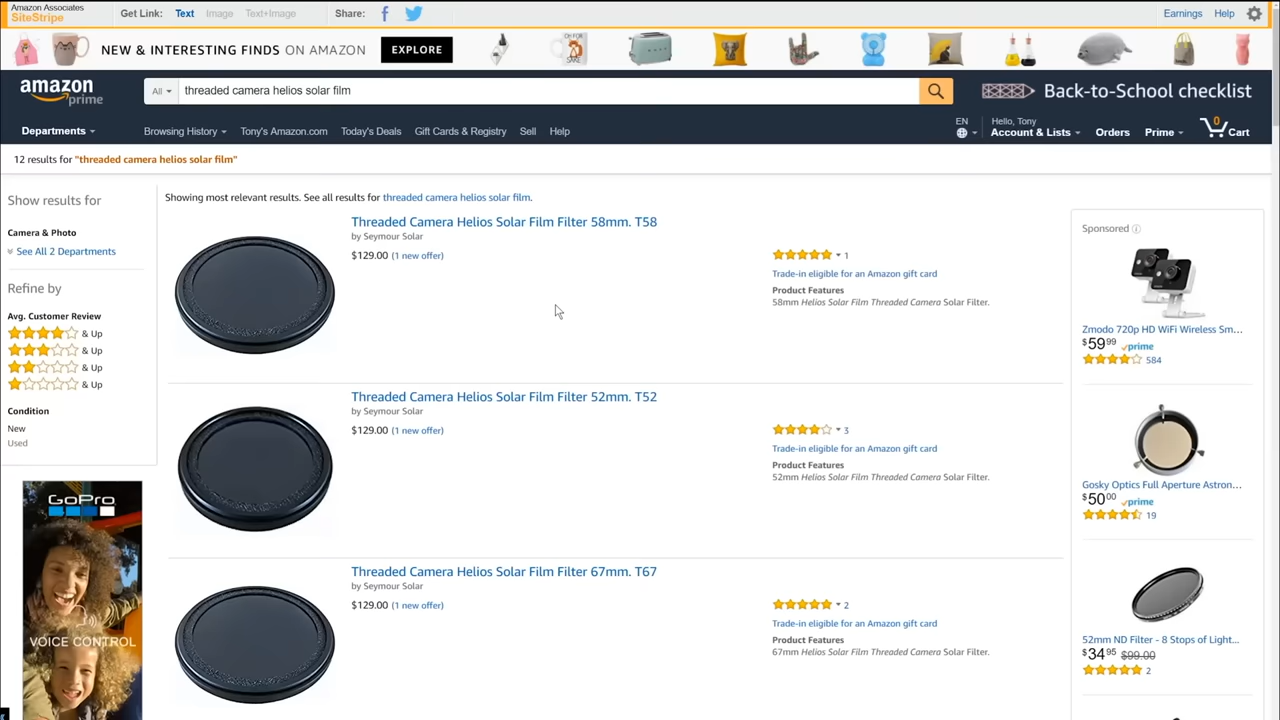 Amazon Associates
SiteStripe
Get Link: Text Image Text+Image Share:
Earnings Help
NEW & INTERESTING FINDS ON AMAZON EXPLORE
OH FOR
SAKE
amazon
prime
All
threaded camera helios solar film
Back-to-School checklist
Departments
Browsing History Tony's Amazon.com Today's Deals Gift Cards & Registry Sell Help
EN
Hello, Tony
Account & Lists Orders Prime
0
Cart
12 results for "threaded camera helios solar film"
Show results for
Camera & Photo
See All 2 Departments
Refine by
Avg. Customer Review
& Up
& Up
& Up
& Up
Condition
New
Used
GoPro
VOICE CONTROL
Showing most relevant results. See all results for threaded camera helios solar film.
Threaded Camera Helios Solar Film Filter 58mm. T58
by Seymour Solar
$129.00 (1 new offer)
1
Trade-in eligible for an Amazon gift card
Product Features
58mm Helios Solar Film Threaded Camera Solar Filter.
Threaded Camera Helios Solar Film Filter 52mm. T52
by Seymour Solar
$129.00 (1 new offer)
3
Trade-in eligible for an Amazon gift card
Product Features
52mm Helios Solar Film Threaded Camera Solar Filter.
Threaded Camera Helios Solar Film Filter 67mm. T67
by Seymour Solar
$129.00 (1 new offer)
2
Trade-in eligible for an Amazon gift card
Product Features
67mm Helios Solar Film Threaded Camera Solar Filter.
Sponsored
Zmodo 720p HD WiFi Wireless Sm...
$59 99 prime
584
Gosky Optics Full Aperture Astron...
$50 00 prime
19
52mm ND Filter - 8 Stops of Light...
$34 95 $99.00
2